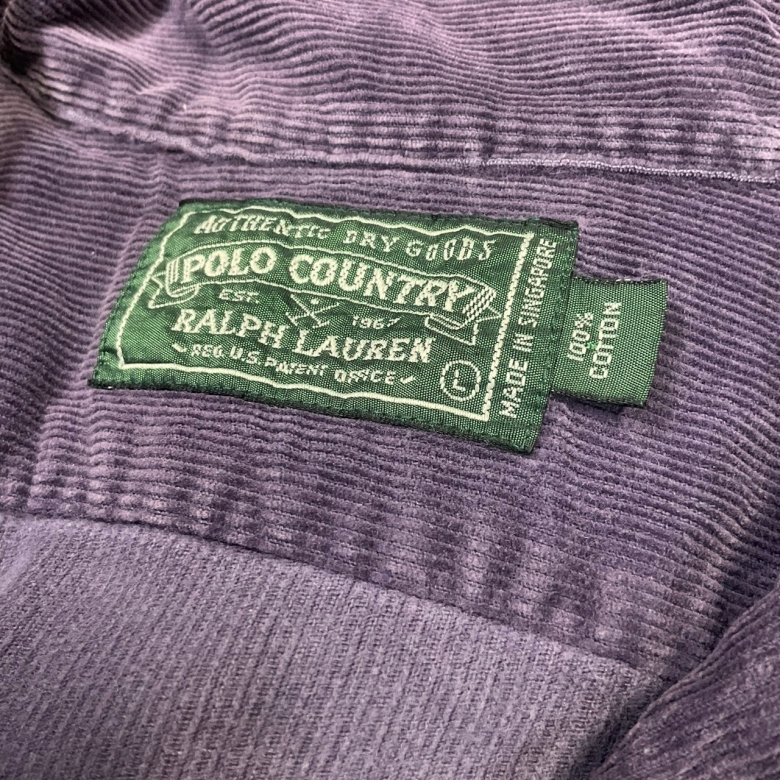 AUTHENTIC DRY GOODS
POLO COUNTRY
EST. 1967
RALPH LAUREN
REG. U.S. PATENT OFFICE
L
MADE IN SINGAPORE
100%
COTTON